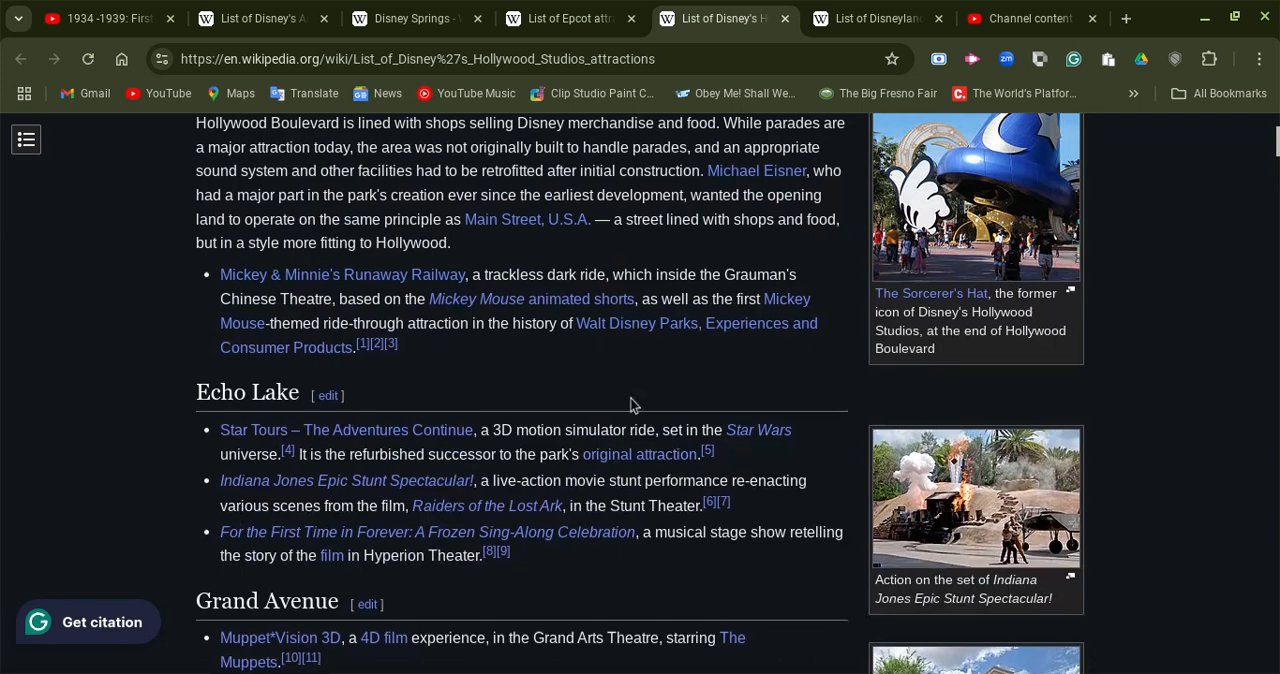 1934 -1939: First
List of Disney's A
Disney Springs -
List of Epcot attr
List of Disney's H
List of Disneylan
Channel content
https://en.wikipedia.org/wiki/List_of_Disney%27s_Hollywood_Studios_attractions
Gmail
YouTube
Maps
Translate
News
YouTube Music
Clip Studio Paint C...
Obey Me! Shall We...
The Big Fresno Fair
The World's Platfor...
All Bookmarks
Hollywood Boulevard is lined with shops selling Disney merchandise and food. While parades are
a major attraction today, the area was not originally built to handle parades, and an appropriate
sound system and other facilities had to be retrofitted after initial construction. Michael Eisner, who
had a major part in the park's creation ever since the earliest development, wanted the opening
land to operate on the same principle as Main Street, U.S.A. — a street lined with shops and food,
but in a style more fitting to Hollywood.
• Mickey & Minnie's Runaway Railway, a trackless dark ride, which inside the Grauman's
Chinese Theatre, based on the Mickey Mouse animated shorts, as well as the first Mickey
Mouse-themed ride-through attraction in the history of Walt Disney Parks, Experiences and
Consumer Products.[1][2][3]
The Sorcerer's Hat, the former
icon of Disney's Hollywood
Studios, at the end of Hollywood
Boulevard
Echo Lake [ edit ]
• Star Tours – The Adventures Continue, a 3D motion simulator ride, set in the Star Wars
universe.[4] It is the refurbished successor to the park's original attraction.[5]
• Indiana Jones Epic Stunt Spectacular!, a live-action movie stunt performance re-enacting
various scenes from the film, Raiders of the Lost Ark, in the Stunt Theater.[6][7]
• For the First Time in Forever: A Frozen Sing-Along Celebration, a musical stage show retelling
the story of the film in Hyperion Theater.[8][9]
Action on the set of Indiana
Jones Epic Stunt Spectacular!
Grand Avenue [ edit ]
• Muppet*Vision 3D, a 4D film experience, in the Grand Arts Theatre, starring The
Muppets.[10][11]
Get citation